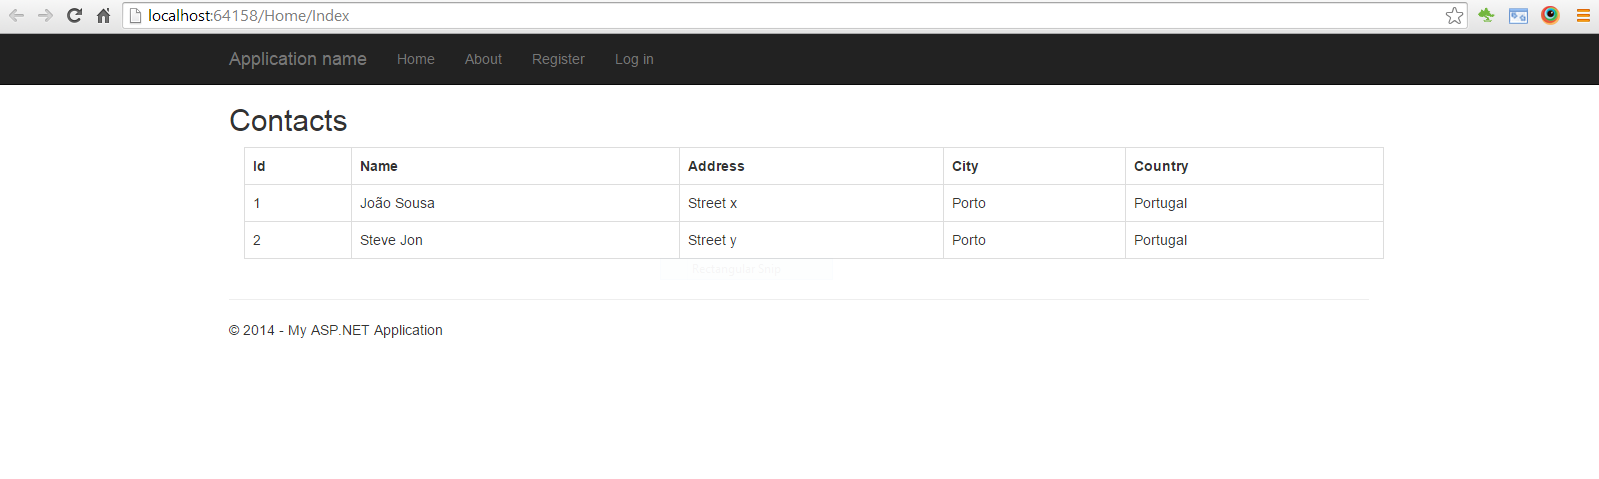 localhost:64158/Home/Index
Application name Home About Register Log in
Contacts
Id Name Address City Country
1 João Sousa Street x Porto Portugal
2 Steve Jon Street y Porto Portugal
Rectangular Snip
© 2014 - My ASP.NET Application